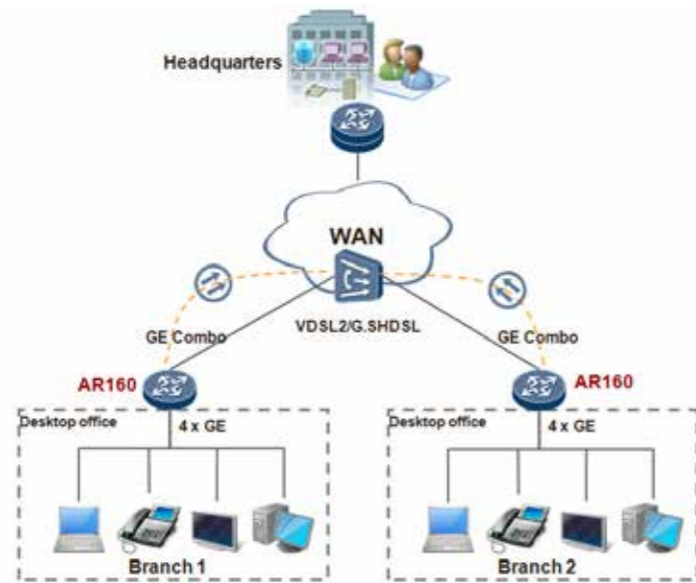 Headquarters
WAN
VDSL2/G.SHDSL
GE Combo
GE Combo
AR160
AR160
Desktop office
4 x GE
Desktop office
4 x GE
Branch 1
Branch 2